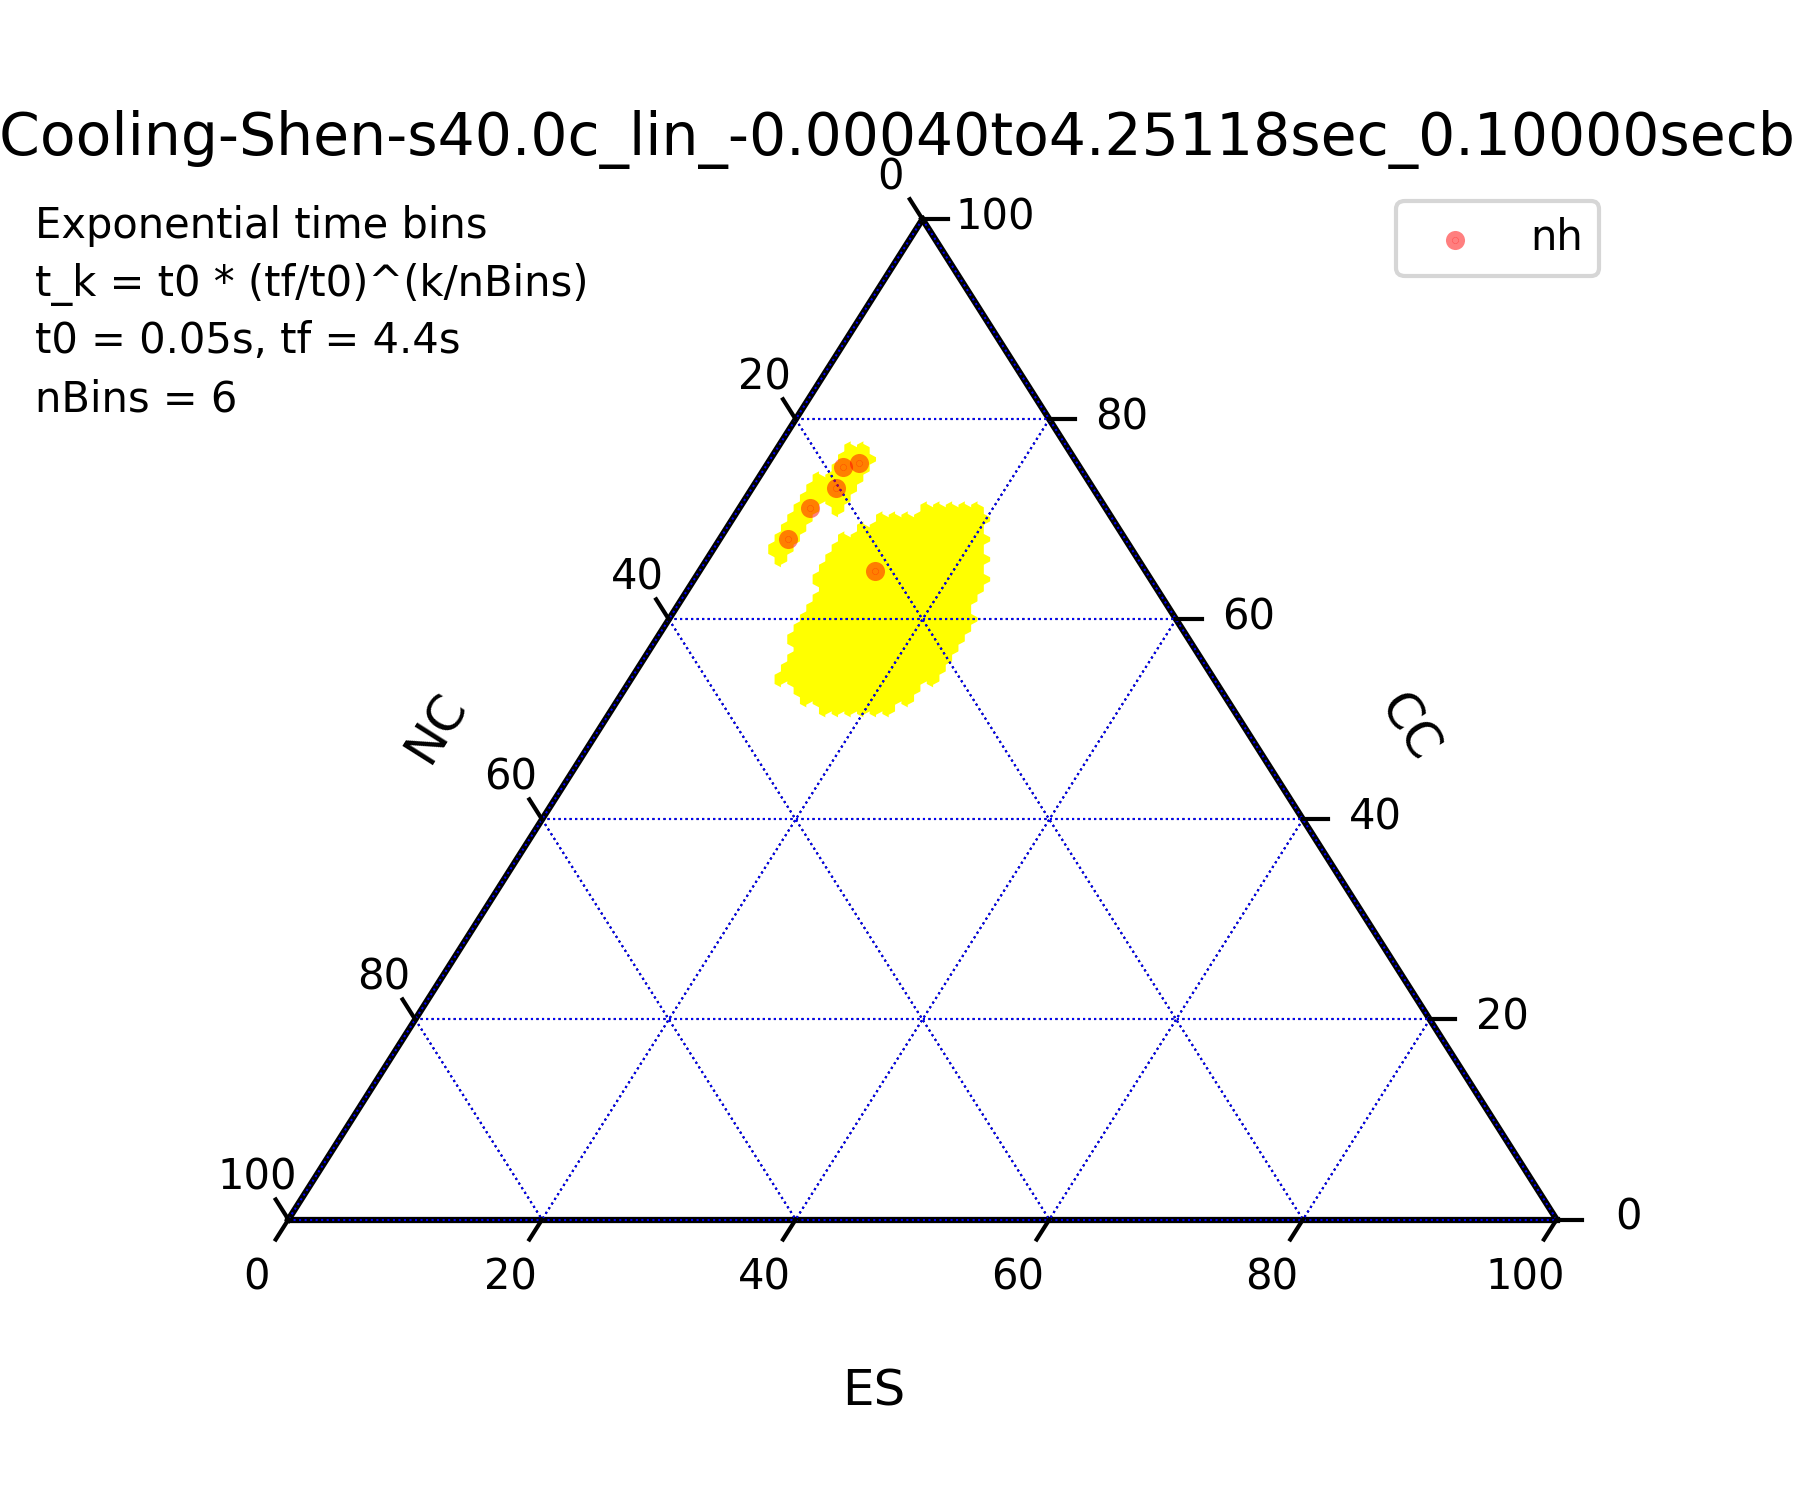 Cooling-Shen-s40.0c_lin_-0.00040to4.25118sec_0.10000secb
0
Exponential time bins
100
nh
t_k = t0 * (tf/t0)^(k/nBins)
t0 = 0.05s, tf = 4.4s
20
nBins = 6
80
40
60
NC
CC
60
40
80
20
100
0
0
20
40
60
80
100
ES